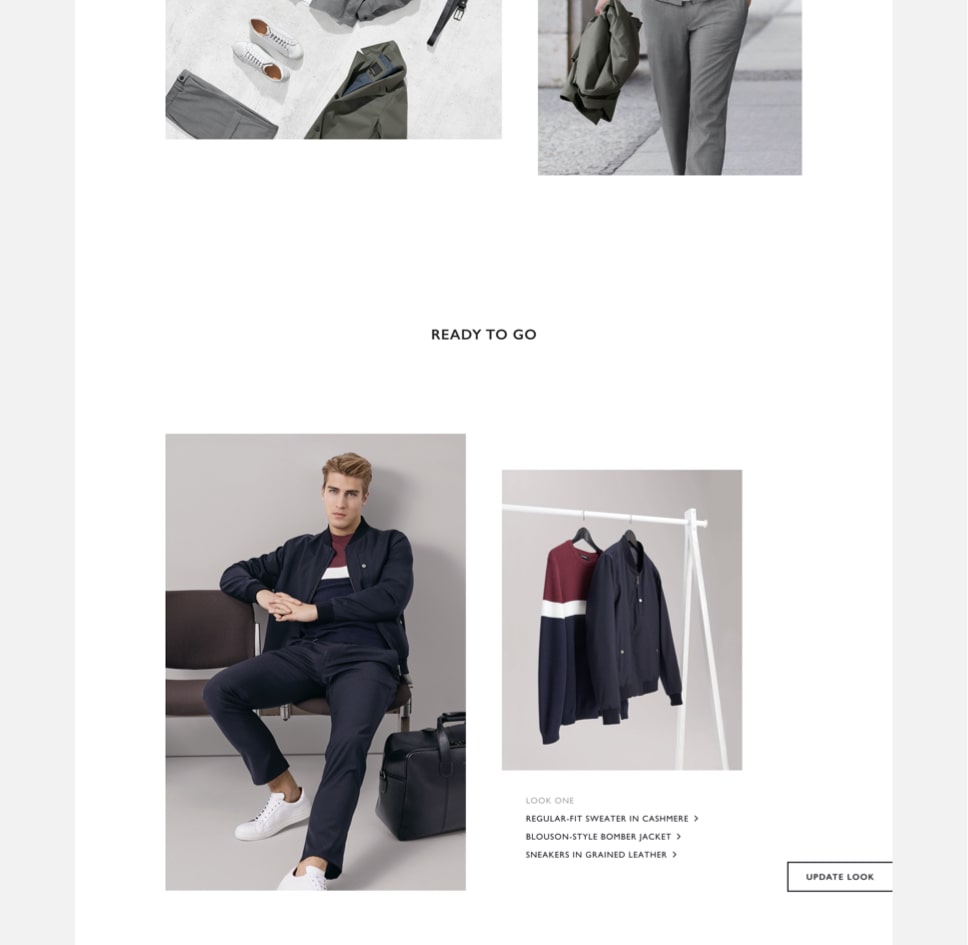 READY TO GO
LOOK ONE
REGULAR-FIT SWEATER IN CASHMERE >
BLOUSON-STYLE BOMBER JACKET >
SNEAKERS IN GRAINED LEATHER >
UPDATE LOOK